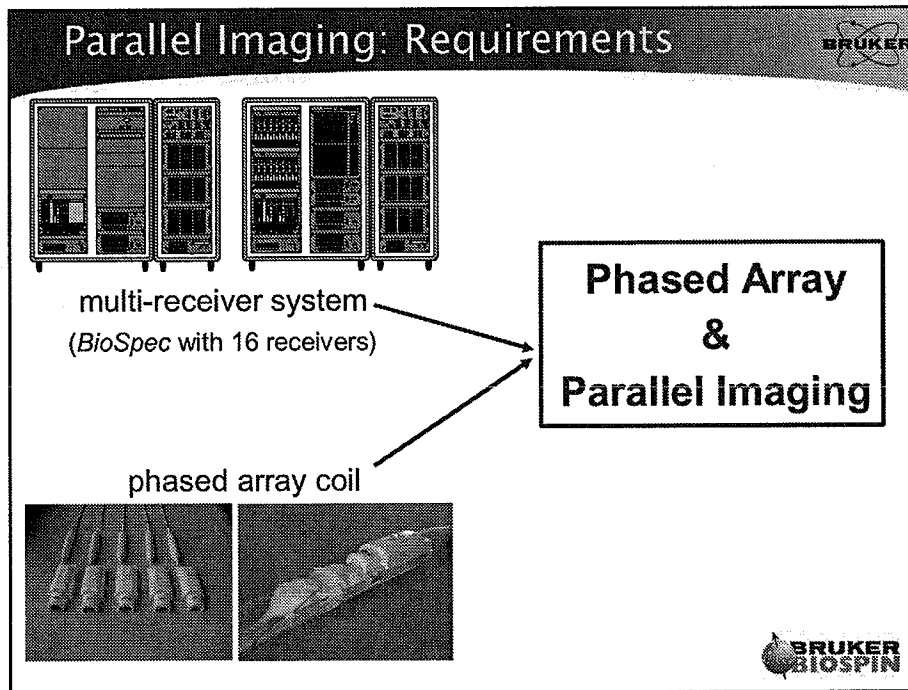 Parallel Imaging: Requirements
BRUKER
multi-receiver system
(BioSpec with 16 receivers)
Phased Array
&
Parallel Imaging
phased array coil
BRUKER
BIOSPIN